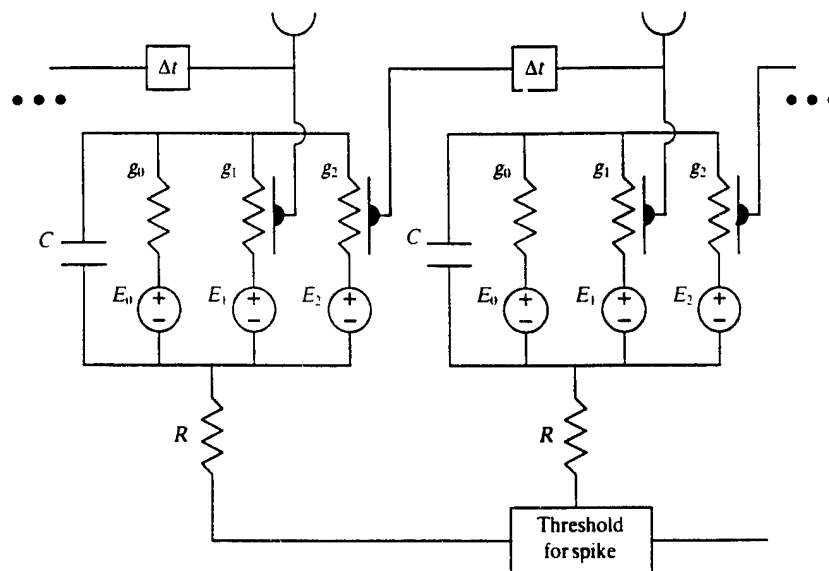 Δt Δt
g₀ g₁ g₂ g₀ g₁ g₂
C C
E₀ E₁ E₂ E₀ E₁ E₂
R R
Threshold
for spike